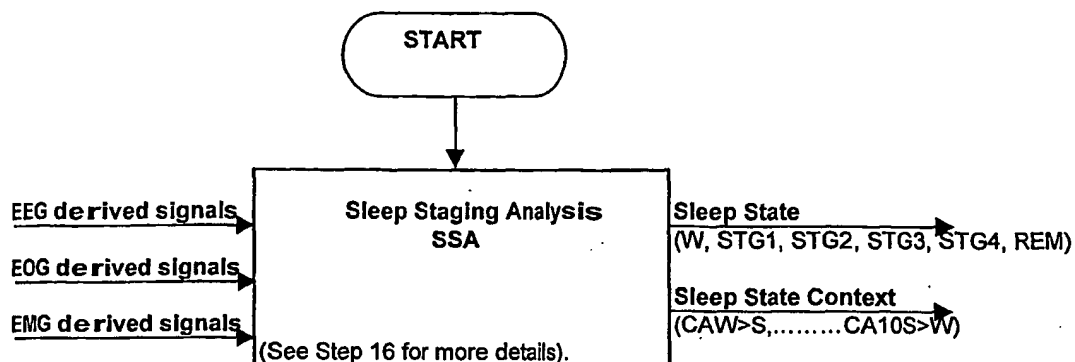 START
EEG derived signals
Sleep Staging Analysis
SSA
Sleep State
(W, STG1, STG2, STG3, STG4, REM)
EOG derived signals
Sleep State Context
(CAW>S,.........CA10S>W)
EMG derived signals
(See Step 16 for more details).